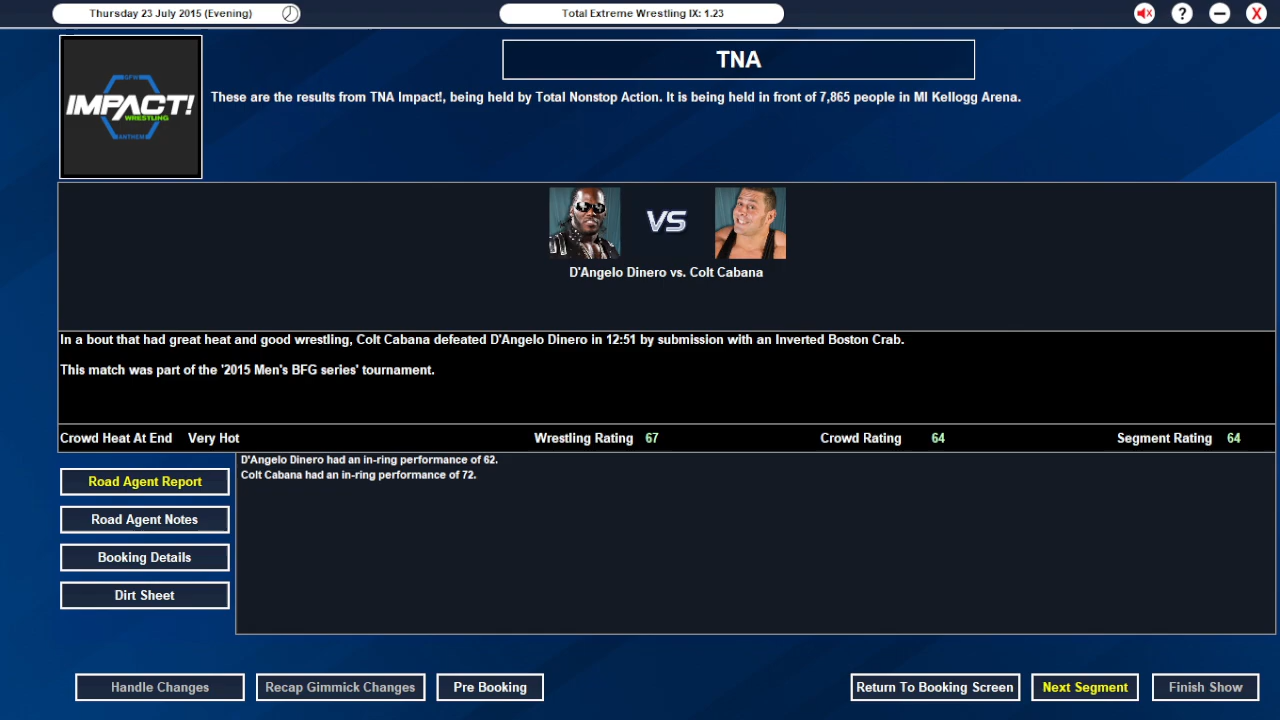 Thursday 23 July 2015 (Evening)
Total Extreme Wrestling IX: 1.23
?
X
TNA
GFW
IMPACT!
WRESTLING
ANTHEM
These are the results from TNA Impact!, being held by Total Nonstop Action. It is being held in front of 7,865 people in MI Kellogg Arena.
VS
D'Angelo Dinero vs. Colt Cabana
In a bout that had great heat and good wrestling, Colt Cabana defeated D'Angelo Dinero in 12:51 by submission with an Inverted Boston Crab.
This match was part of the '2015 Men's BFG series' tournament.
Crowd Heat At End Very Hot Wrestling Rating 67 Crowd Rating 64 Segment Rating 64
D'Angelo Dinero had an in-ring performance of 62.
Colt Cabana had an in-ring performance of 72.
Road Agent Report
Road Agent Notes
Booking Details
Dirt Sheet
Handle Changes Recap Gimmick Changes Pre Booking Return To Booking Screen Next Segment Finish Show